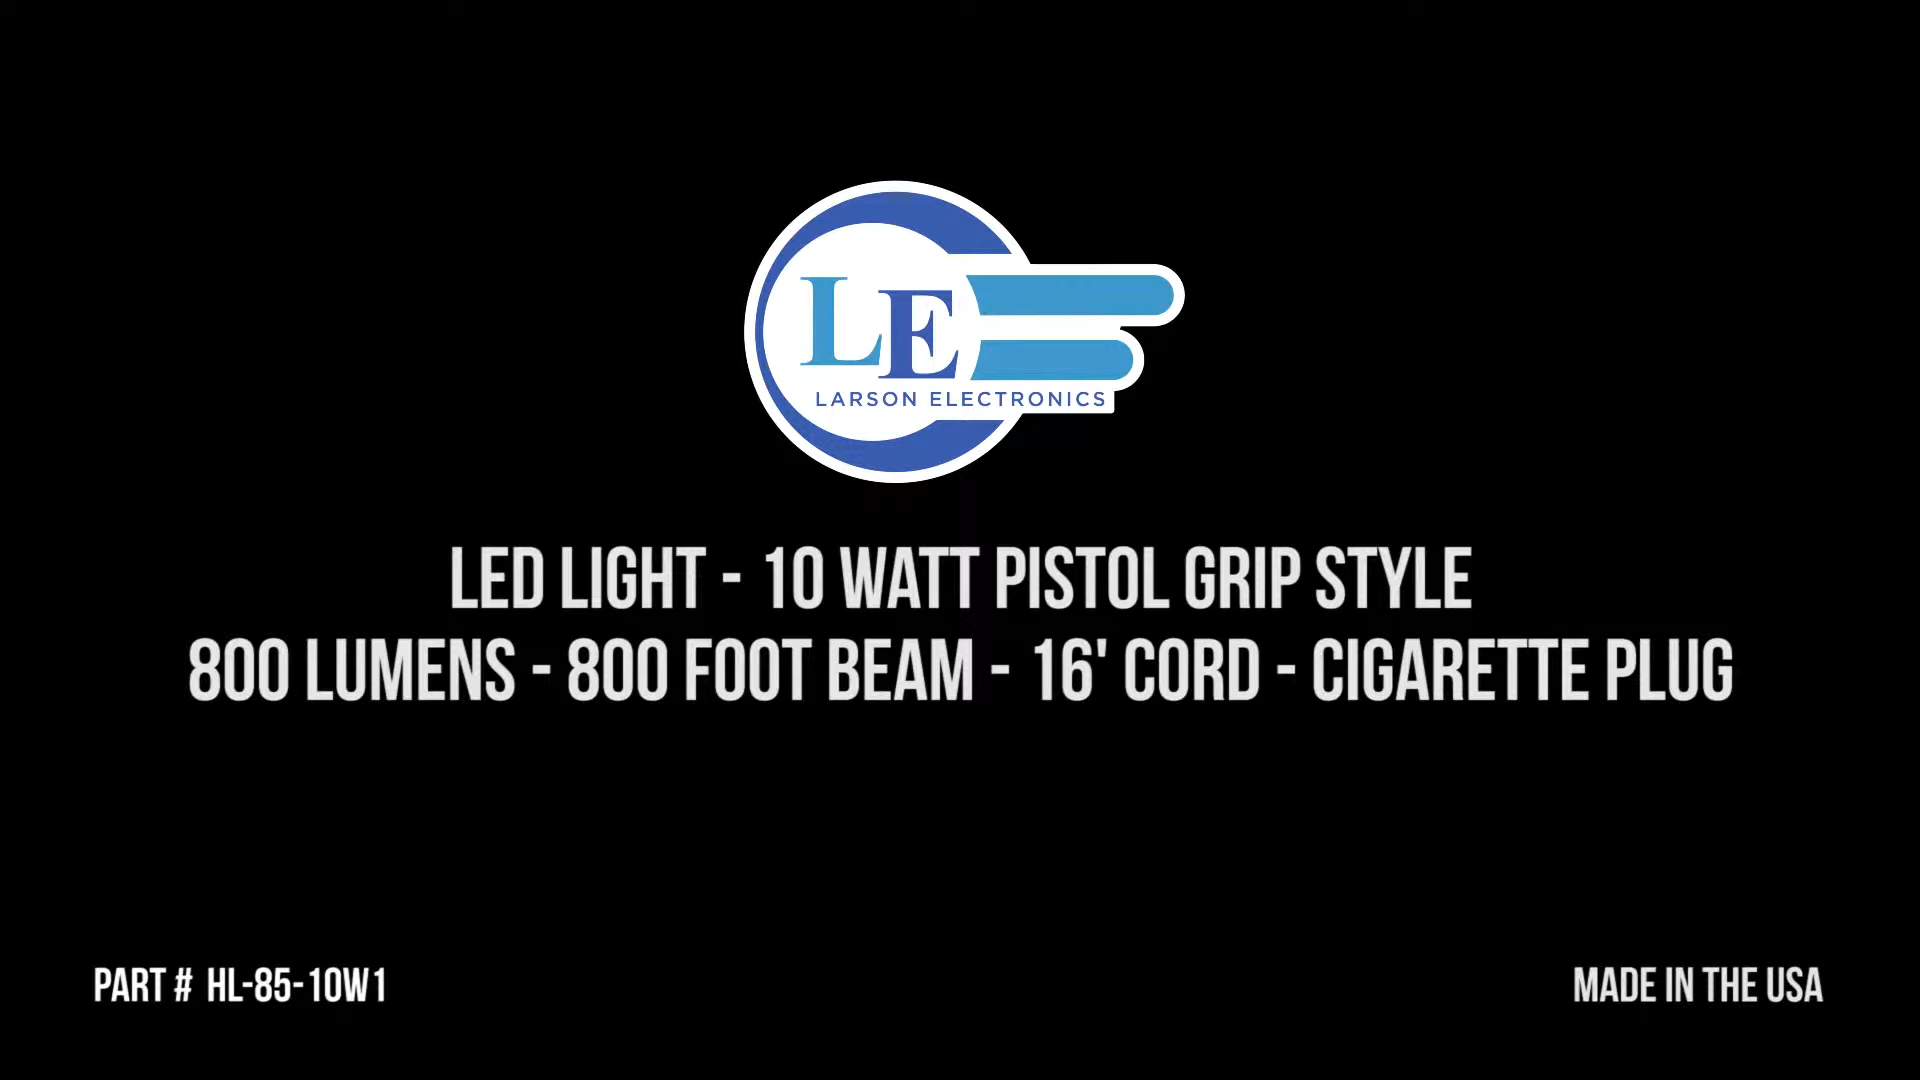 LE
LARSON ELECTRONICS
LED LIGHT - 10 WATT PISTOL GRIP STYLE
800 LUMENS - 800 FOOT BEAM - 16' CORD - CIGARETTE PLUG
PART # HL-85-10W1
MADE IN THE USA